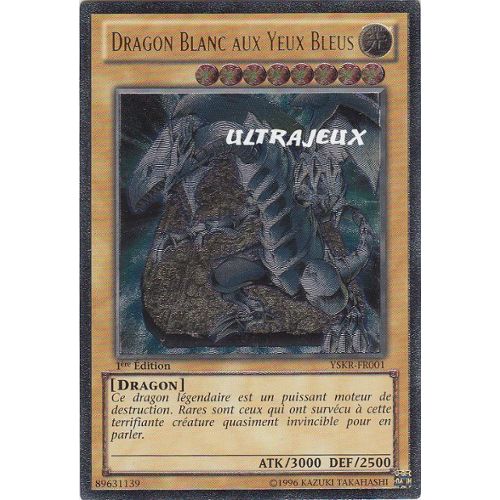 DRAGON BLANC AUX YEUX BLEUS
ULTRAJEUX
1ère Edition
YSKR-FR001
[DRAGON]
Ce dragon légendaire est un puissant moteur de
destruction. Rares sont ceux qui ont survécu à cette
terrifiante créature quasiment invincible pour en
parler.
ATK/3000 DEF/2500
89631139
©1996 KAZUKI TAKAHASHI